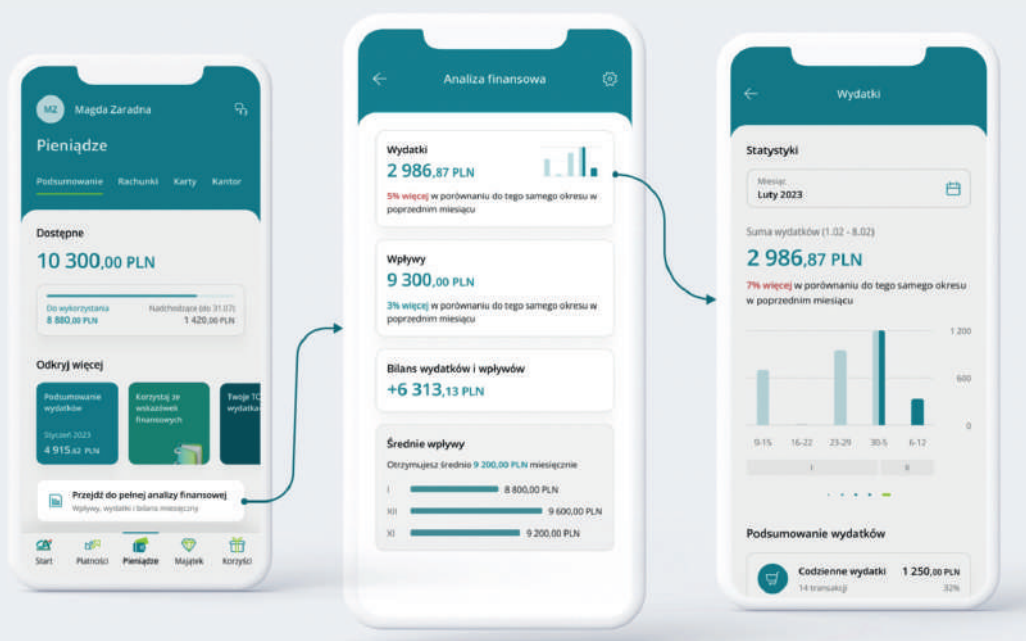 MZ Magda Zaradna
Pieniądze
Podsumowanie Rachunki Karty Kantor
Dostępne
10 300,00 PLN
Do wykorzystania Nadchodzące (do 31.07)
8 880,00 PLN 1 420,00 PLN
Odkryj więcej
Podsumowanie
wydatków
Styczeń 2023
4 915,62 PLN
Korzystaj ze
wskazówek
finansowych
Twoje TO
wydatka
Przejdź do pełnej analizy finansowej
Wpływy, wydatki i bilans miesięczny
CA
Start Płatności Pieniądze Majątek Korzyści
Analiza finansowa
Wydatki
2 986,87 PLN
5% więcej w porównaniu do tego samego okresu w
poprzednim miesiącu
Wpływy
9 300,00 PLN
3% więcej w porównaniu do tego samego okresu w
poprzednim miesiącu
Bilans wydatków i wpływów
+6 313,13 PLN
Średnie wpływy
Otrzymujesz średnio 9 200,00 PLN miesięcznie
I 8 800,00 PLN
XII 9 600,00 PLN
XI 9 200,00 PLN
Wydatki
Statystyki
Miesiąc
Luty 2023
Suma wydatków (1.02 - 8.02)
2 986,87 PLN
7% więcej w porównaniu do tego samego okresu
w poprzednim miesiącu
1 200
600
0
9-15 16-22 23-29 30-5 6-12
I II
Podsumowanie wydatków
Codzienne wydatki 1 250,00 PLN
14 transakcji 32%